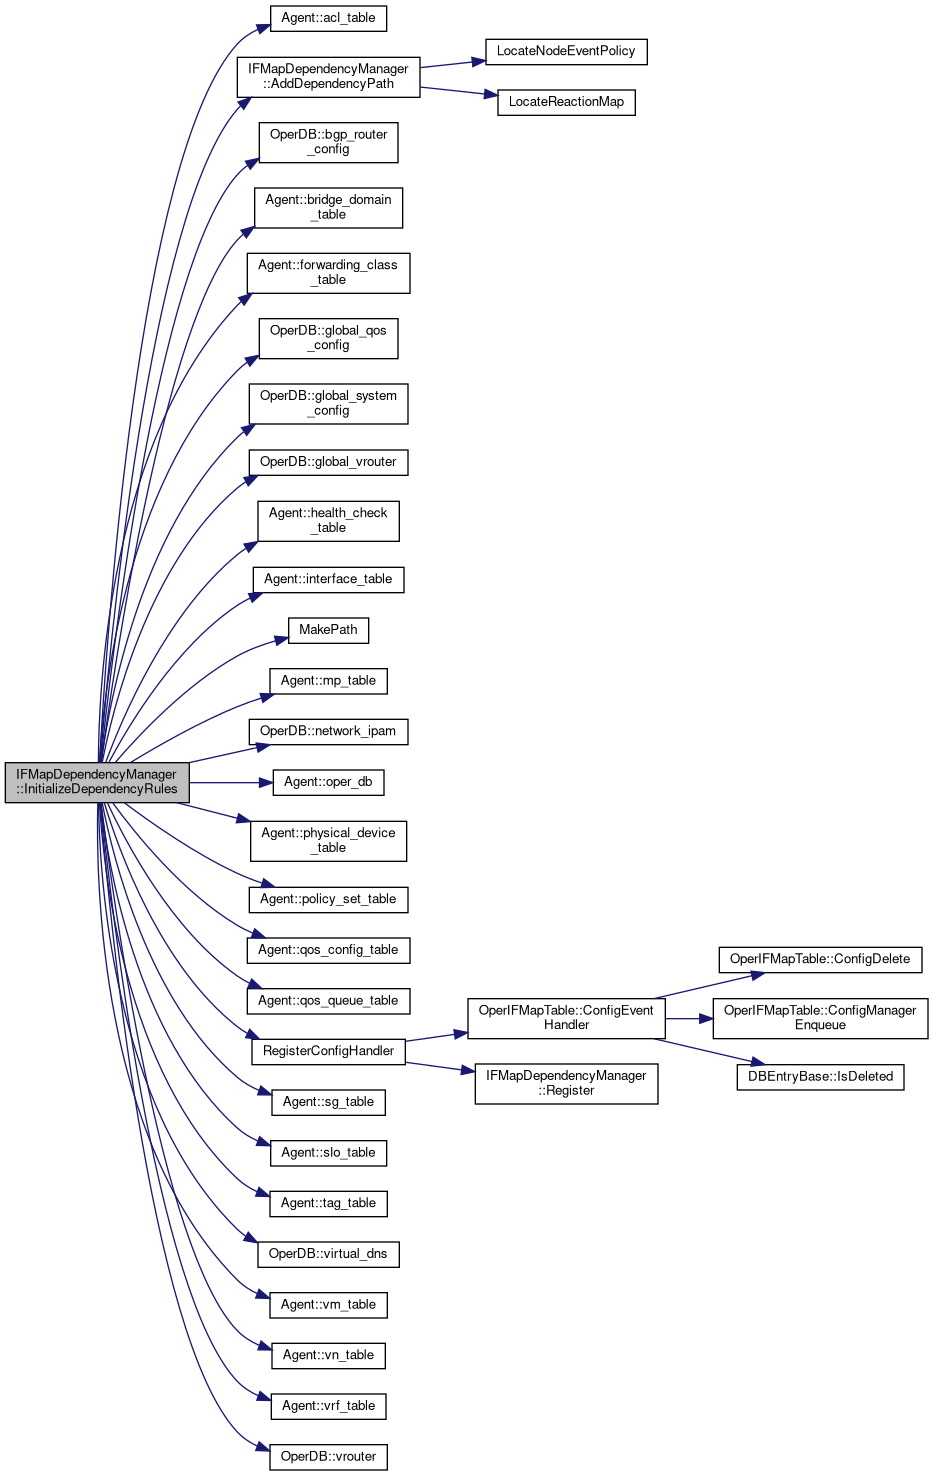 Agent::acl_table
IFMapDependencyManager
::AddDependencyPath
LocateNodeEventPolicy
LocateReactionMap
OperDB::bgp_router
_config
Agent::bridge_domain
_table
Agent::forwarding_class
_table
OperDB::global_qos
_config
OperDB::global_system
_config
OperDB::global_vrouter
Agent::health_check
_table
Agent::interface_table
MakePath
Agent::mp_table
OperDB::network_ipam
IFMapDependencyManager
::InitializeDependencyRules
Agent::oper_db
Agent::physical_device
_table
Agent::policy_set_table
Agent::qos_config_table
Agent::qos_queue_table
RegisterConfigHandler
OperIFMapTable::ConfigEvent
Handler
OperIFMapTable::ConfigDelete
OperIFMapTable::ConfigManager
Enqueue
DBEntryBase::IsDeleted
IFMapDependencyManager
::Register
Agent::sg_table
Agent::slo_table
Agent::tag_table
OperDB::virtual_dns
Agent::vm_table
Agent::vn_table
Agent::vrf_table
OperDB::vrouter